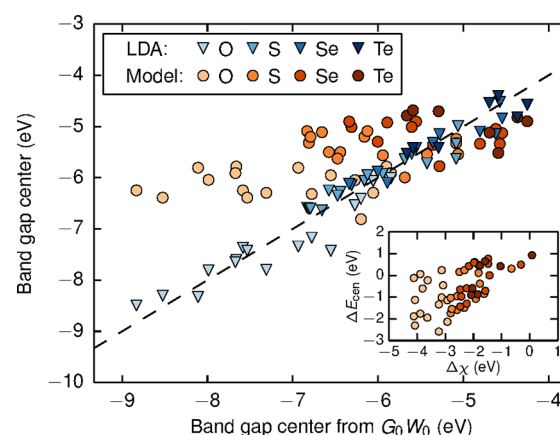 −3
−4
−5
−6
−7
−8
−9
−10
Band gap center (eV)
LDA: O S Se Te
Model: O S Se Te
2
1
0
−1
−2
−3
ΔE_cen (eV)
−5 −4 −3 −2 −1 0 1
Δχ (eV)
−9 −8 −7 −6 −5 −4
Band gap center from G₀W₀ (eV)